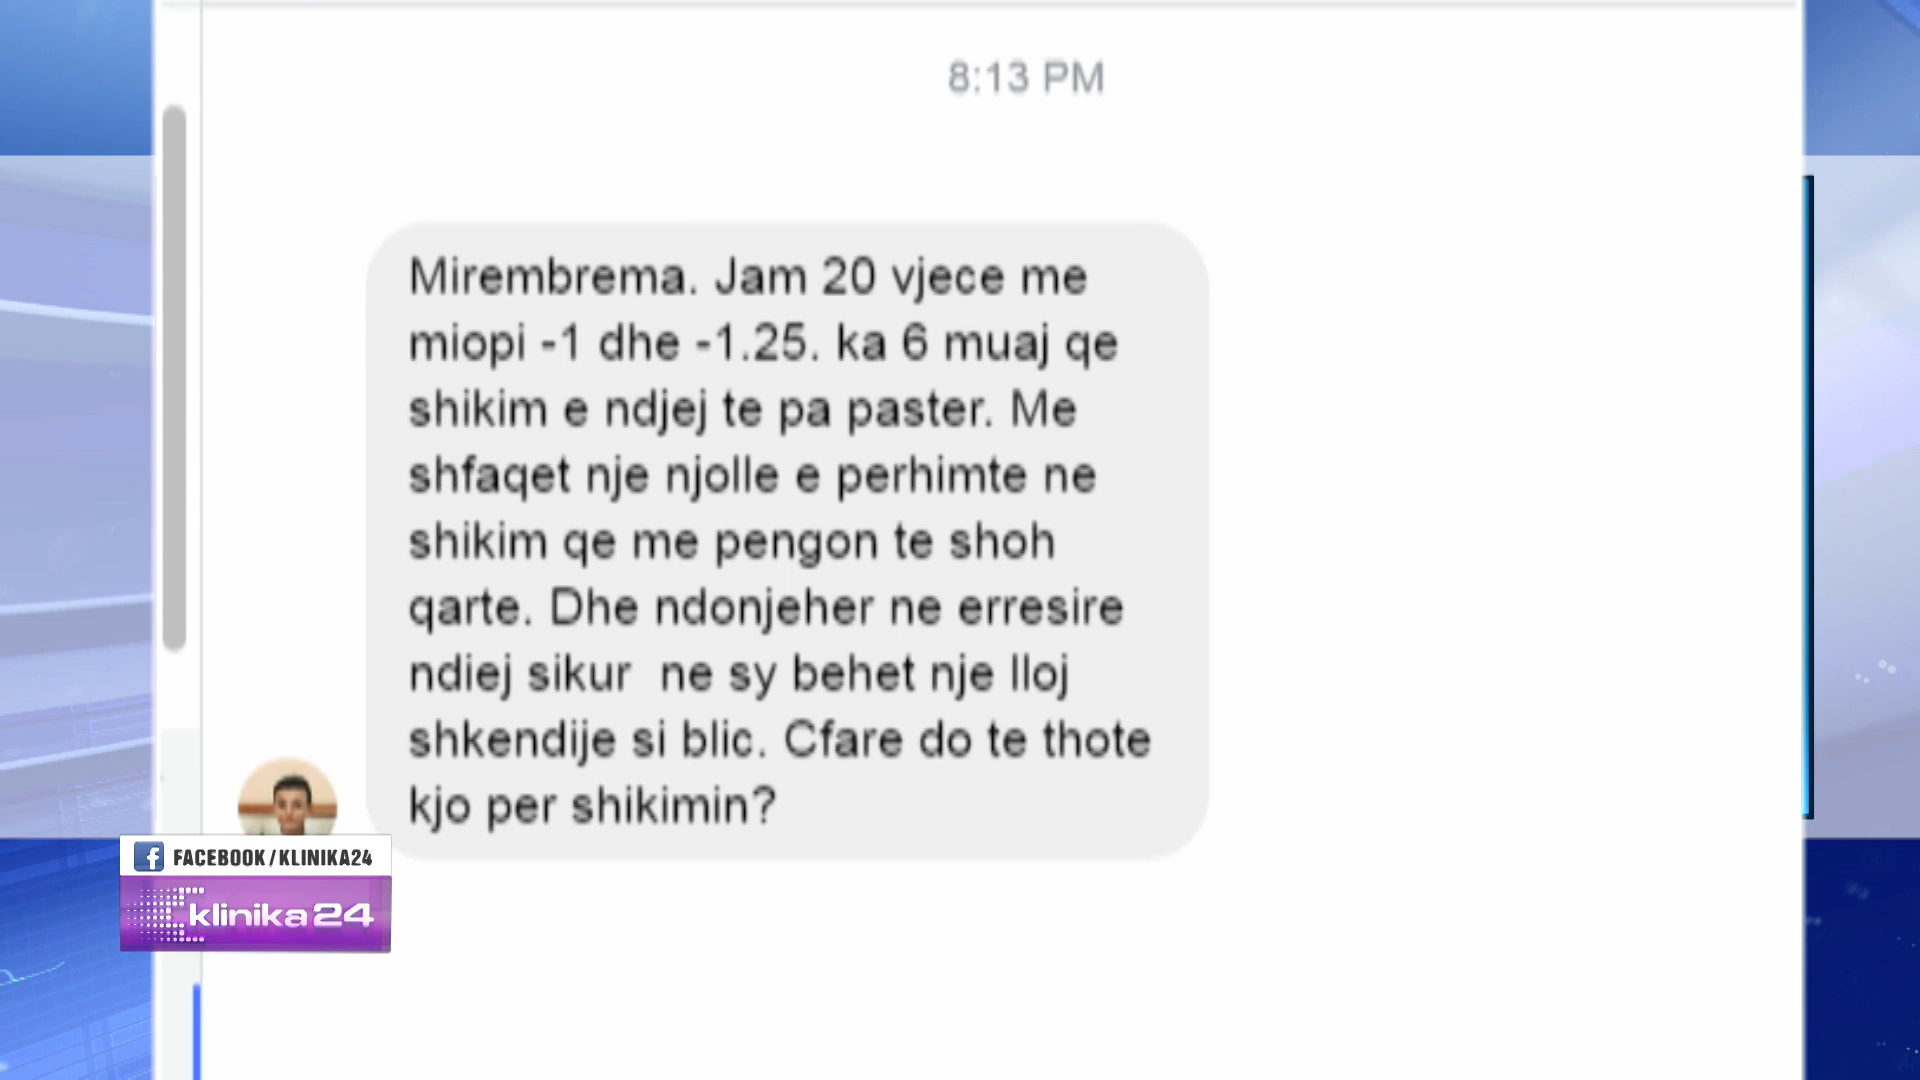 8:13 PM
Mirembrema. Jam 20 vjece me
miopi -1 dhe -1.25. ka 6 muaj qe
shikim e ndjej te pa paster. Me
shfaqet nje njolle e perhimte ne
shikim qe me pengon te shoh
qarte. Dhe ndonjeher ne erresire
ndiej sikur  ne sy behet nje lloj
shkendije si blic. Cfare do te thote
kjo per shikimin?
FACEBOOK/KLINIKA24
klinika 24